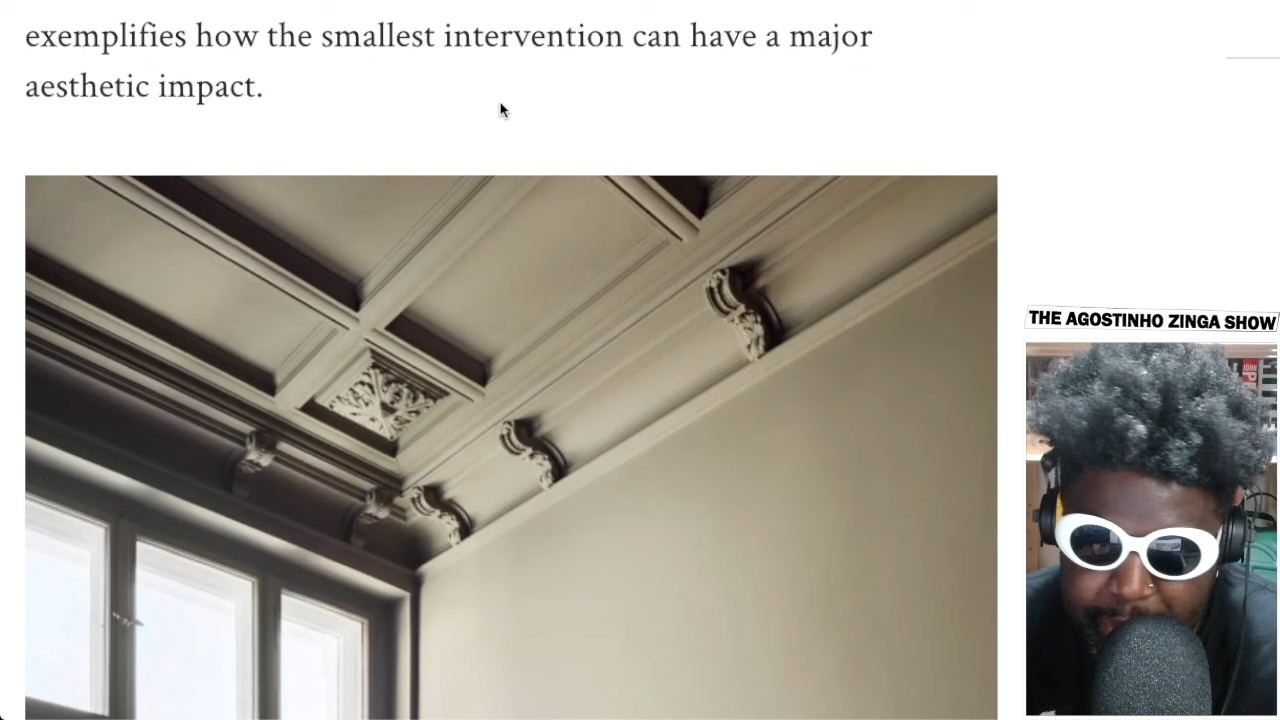 exemplifies how the smallest intervention can have a major
aesthetic impact.
THE AGOSTINHO ZINGA SHOW